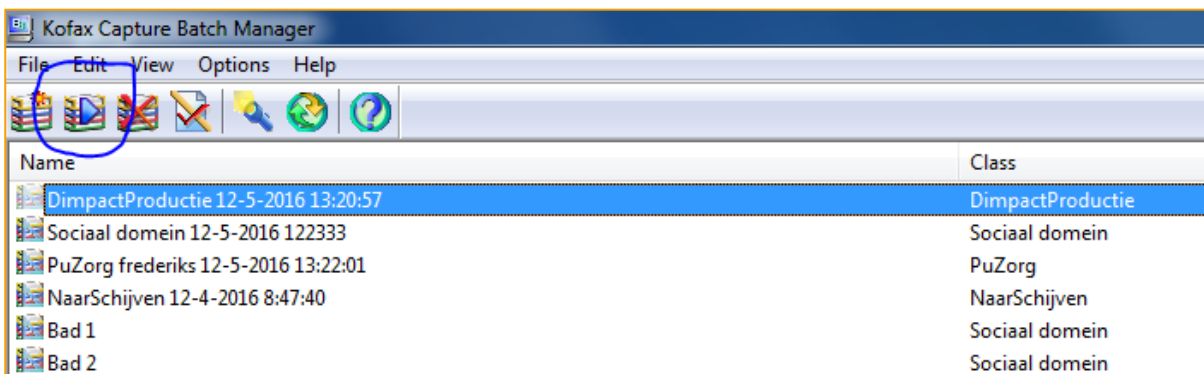 Kofax Capture Batch Manager
File Edit View Options Help
Name Class
DimpactProductie 12-5-2016 13:20:57 DimpactProductie
Sociaal domein 12-5-2016 122333 Sociaal domein
PuZorg frederiks 12-5-2016 13:22:01 PuZorg
NaarSchijven 12-4-2016 8:47:40 NaarSchijven
Bad 1 Sociaal domein
Bad 2 Sociaal domein